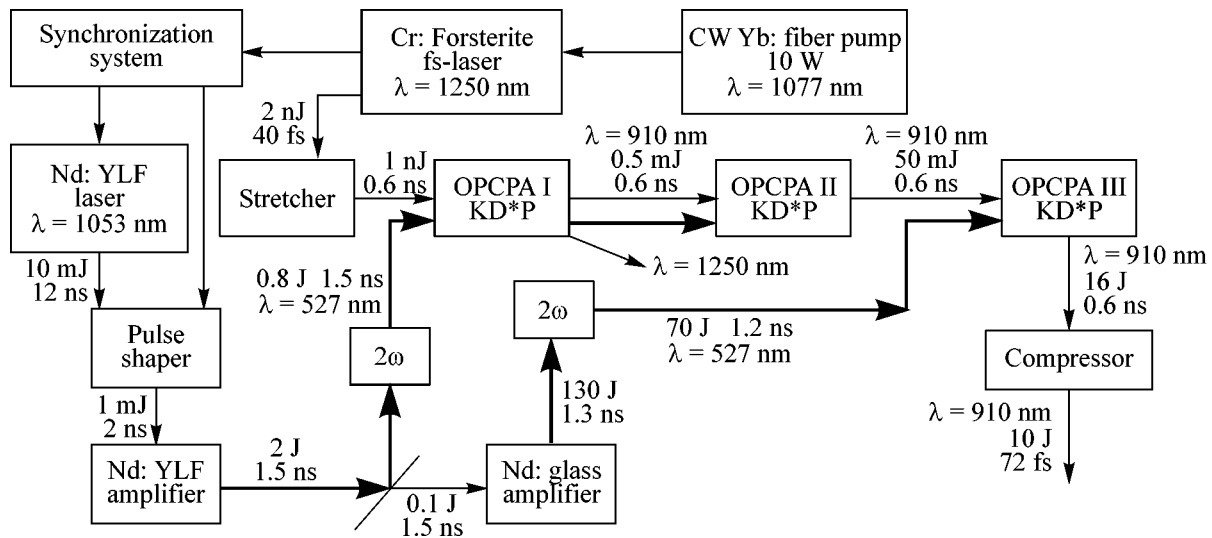 Synchronization
system
Cr: Forsterite
fs-laser
λ = 1250 nm
CW Yb: fiber pump
10 W
λ = 1077 nm
2 nJ
40 fs
Nd: YLF
laser
λ = 1053 nm
Stretcher
1 nJ
0.6 ns
OPCPA I
KD*P
λ = 910 nm
0.5 mJ
0.6 ns
OPCPA II
KD*P
λ = 910 nm
50 mJ
0.6 ns
OPCPA III
KD*P
λ = 1250 nm
10 mJ
12 ns
0.8 J 1.5 ns
λ = 527 nm
2ω
70 J 1.2 ns
λ = 527 nm
λ = 910 nm
16 J
0.6 ns
Pulse
shaper
2ω
Compressor
1 mJ
2 ns
130 J
1.3 ns
λ = 910 nm
10 J
72 fs
Nd: YLF
amplifier
2 J
1.5 ns
0.1 J
1.5 ns
Nd: glass
amplifier